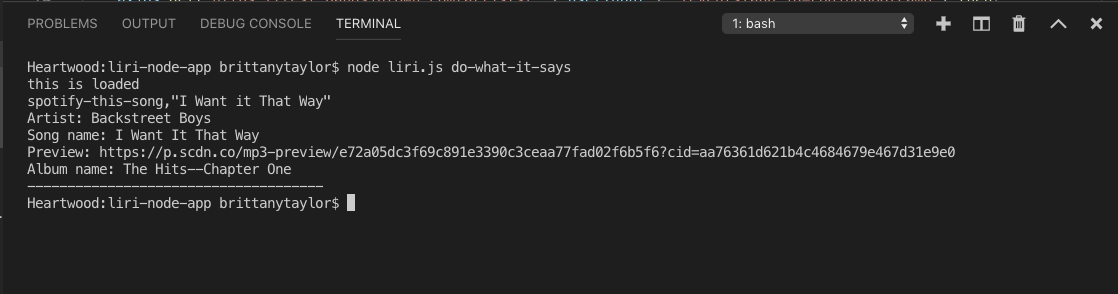 PROBLEMS OUTPUT DEBUG CONSOLE TERMINAL 1: bash
Heartwood:liri-node-app brittanytaylor$ node liri.js do-what-it-says
this is loaded
spotify-this-song,"I Want it That Way"
Artist: Backstreet Boys
Song name: I Want It That Way
Preview: https://p.scdn.co/mp3-preview/e72a05dc3f69c891e3390c3ceaa77fad02f6b5f6?cid=aa76361d621b4c4684679e467d31e9e0
Album name: The Hits--Chapter One
-------------------------------------
Heartwood:liri-node-app brittanytaylor$